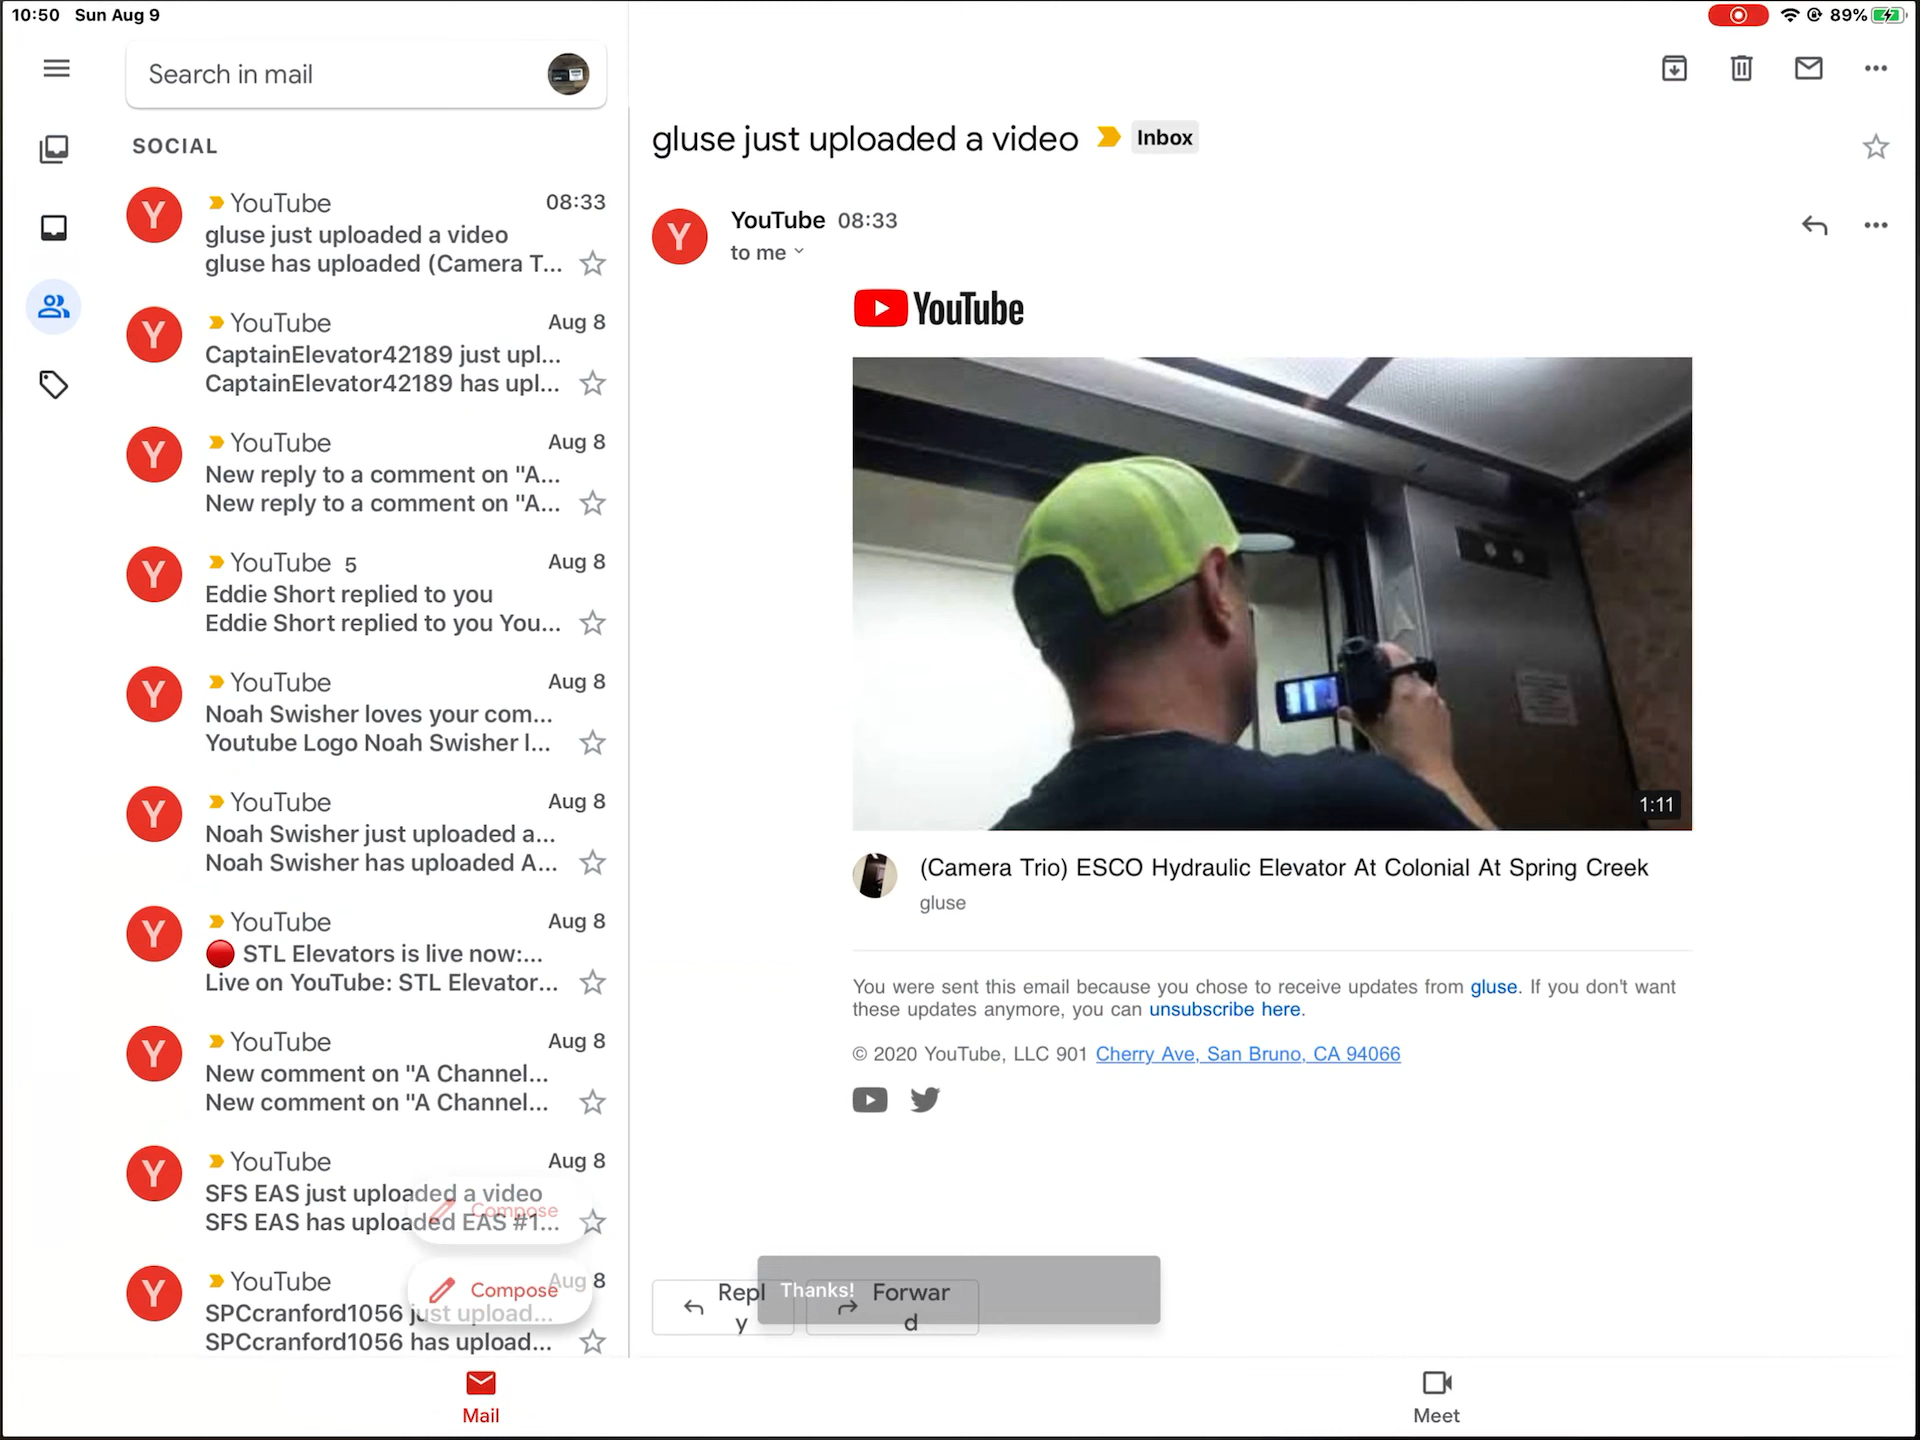 10:50 Sun Aug 9
89%
Search in mail
SOCIAL
Y
YouTube 08:33
gluse just uploaded a video
gluse has uploaded (Camera T...
Y
YouTube Aug 8
CaptainElevator42189 just upl...
CaptainElevator42189 has upl...
Y
YouTube Aug 8
New reply to a comment on "A...
New reply to a comment on "A...
Y
YouTube 5 Aug 8
Eddie Short replied to you
Eddie Short replied to you You...
Y
YouTube Aug 8
Noah Swisher loves your com...
Youtube Logo Noah Swisher l...
Y
YouTube Aug 8
Noah Swisher just uploaded a...
Noah Swisher has uploaded A...
Y
YouTube Aug 8
STL Elevators is live now:...
Live on YouTube: STL Elevator...
Y
YouTube Aug 8
New comment on "A Channel...
New comment on "A Channel...
Y
YouTube Aug 8
SFS EAS just uploaded a video
SFS EAS has uploaded EAS #1...
Compose
Y
YouTube Aug 8
SPCcranford1056 just upload...
SPCcranford1056 has upload...
Compose
gluse just uploaded a video Inbox
Y
YouTube 08:33
to me
YouTube
1:11
(Camera Trio) ESCO Hydraulic Elevator At Colonial At Spring Creek
gluse
You were sent this email because you chose to receive updates from gluse. If you don't want
these updates anymore, you can unsubscribe here.
© 2020 YouTube, LLC 901 Cherry Ave, San Bruno, CA 94066
Reply
Thanks!
Forward
Mail
Meet